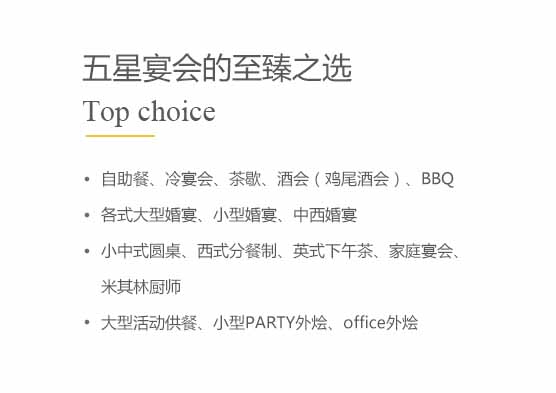 五星宴会的至臻之选
Top choice
• 自助餐、冷宴会、茶歇、酒会（鸡尾酒会）、BBQ
• 各式大型婚宴、小型婚宴、中西婚宴
• 小中式圆桌、西式分餐制、英式下午茶、家庭宴会、
米其林厨师
• 大型活动供餐、小型PARTY外烩、office外烩